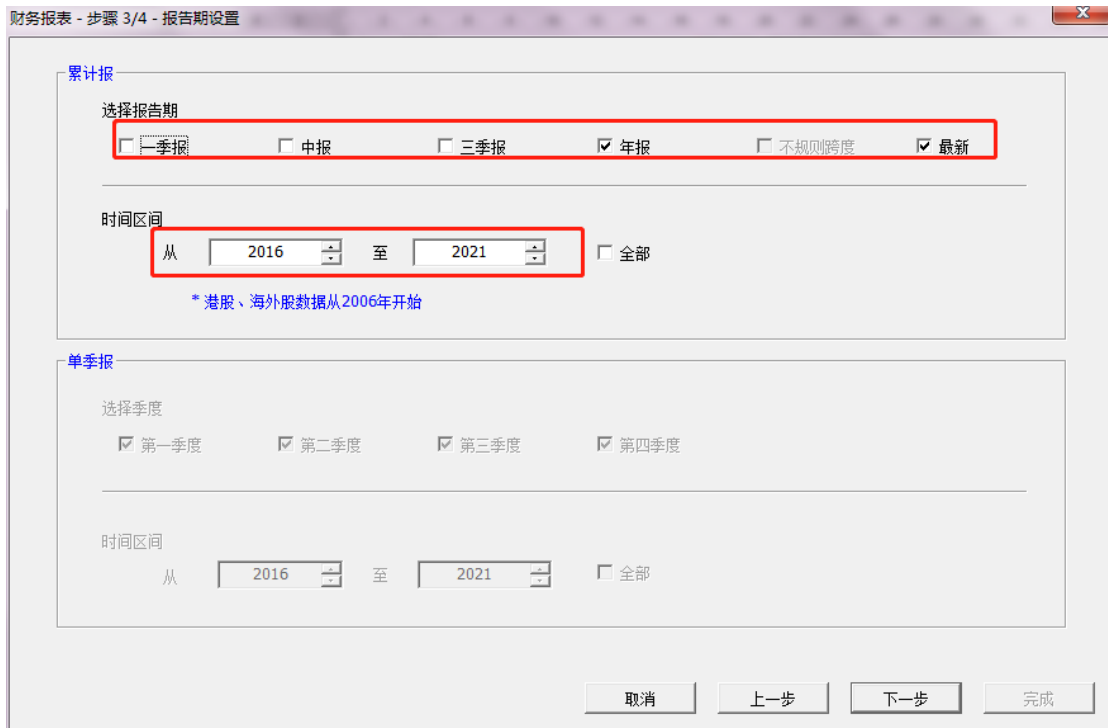 财务报表 - 步骤 3/4 - 报告期设置
累计报
选择报告期
一季报 中报 三季报 年报 不规则跨度 最新
时间区间
从 2016 至 2021 全部
* 港股、海外股数据从2006年开始
单季报
选择季度
第一季度 第二季度 第三季度 第四季度
时间区间
从 2016 至 2021 全部
取消 上一步 下一步 完成